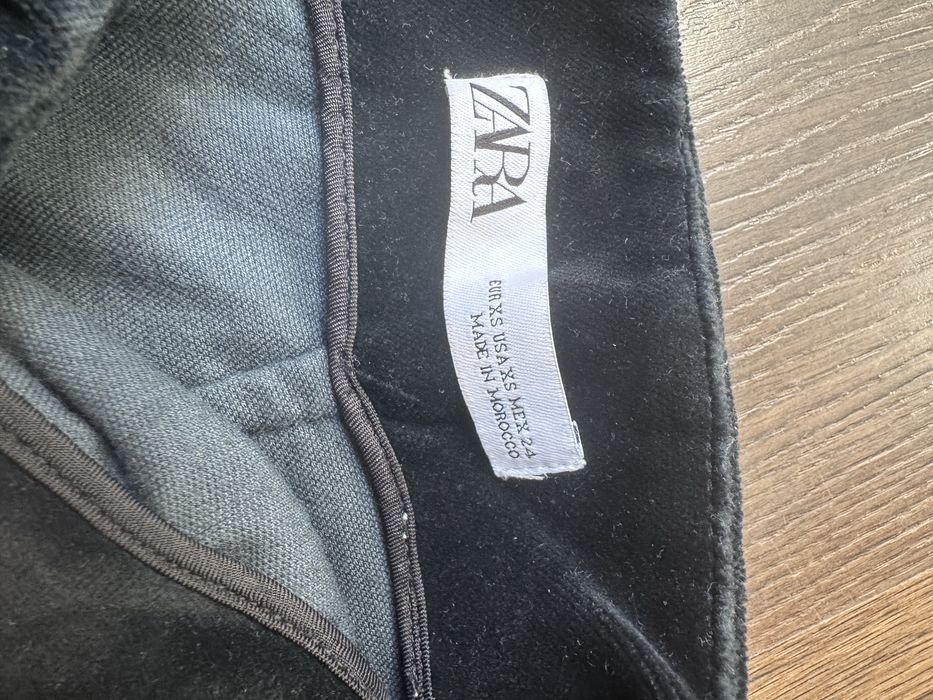 ZARA
EUR XS USA XS MEX 24
MADE IN MOROCCO